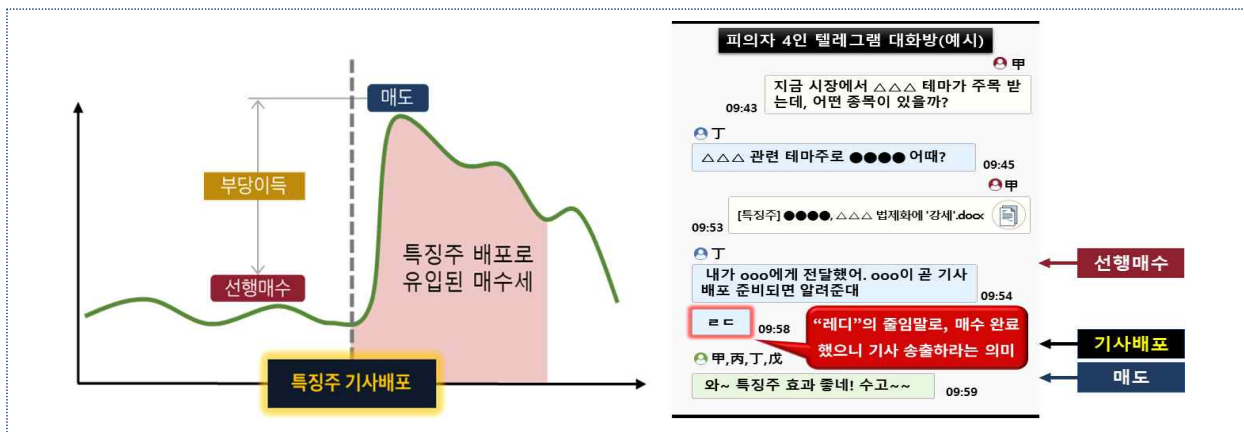 매도
부당이득
선행매수
특징주 배포로
유입된 매수세
특징주 기사배포
피의자 4인 텔레그램 대화방(예시)
甲
지금 시장에서 △△△ 테마가 주목 받
는데, 어떤 종목이 있을까?
09:43
丁
△△△ 관련 테마주로 ●●●● 어때?
09:45
甲
[특징주] ●●●●, △△△ 법제화에 '강세'.docx
09:53
丁
내가 ooo에게 전달했어. ooo이 곧 기사
배포 준비되면 알려준대
09:54
ㄹㄷ
09:58
“레디”의 줄임말로, 매수 완료
했으니 기사 송출하라는 의미
甲,丙,丁,戊
와~ 특징주 효과 좋네! 수고~~
09:59
선행매수
기사배포
매도